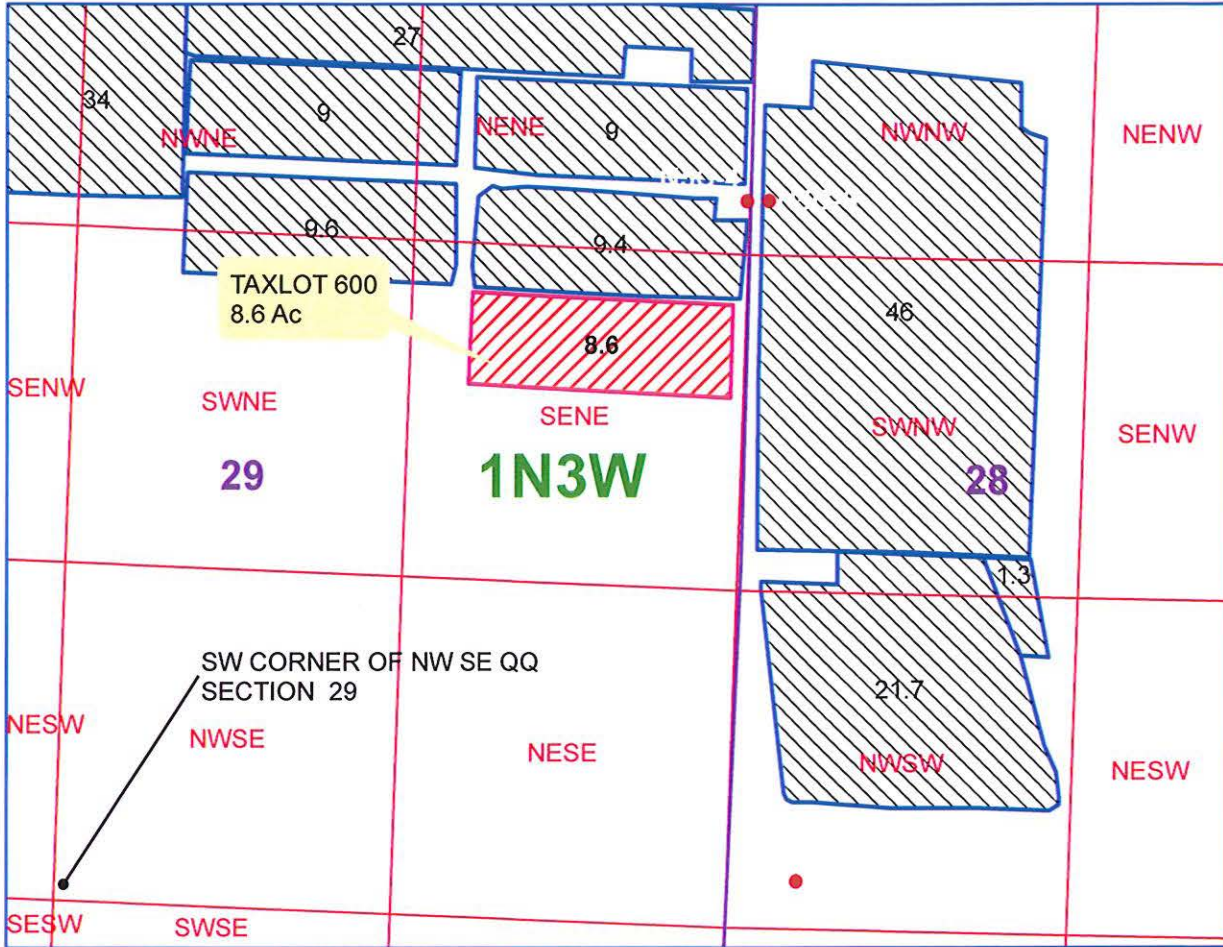 27
34
NWNE
9
NENE
9
NWNW
NENW
9.6
9.4
TAXLOT 600
8.6 Ac
46
8.6
SENW
SWNE
SENE
SWNW
SENW
29
1N3W
28
1.3
SW CORNER OF NW SE QQ
SECTION 29
21.7
NESW
NWSE
NESE
NWSW
NESW
SESW
SWSE